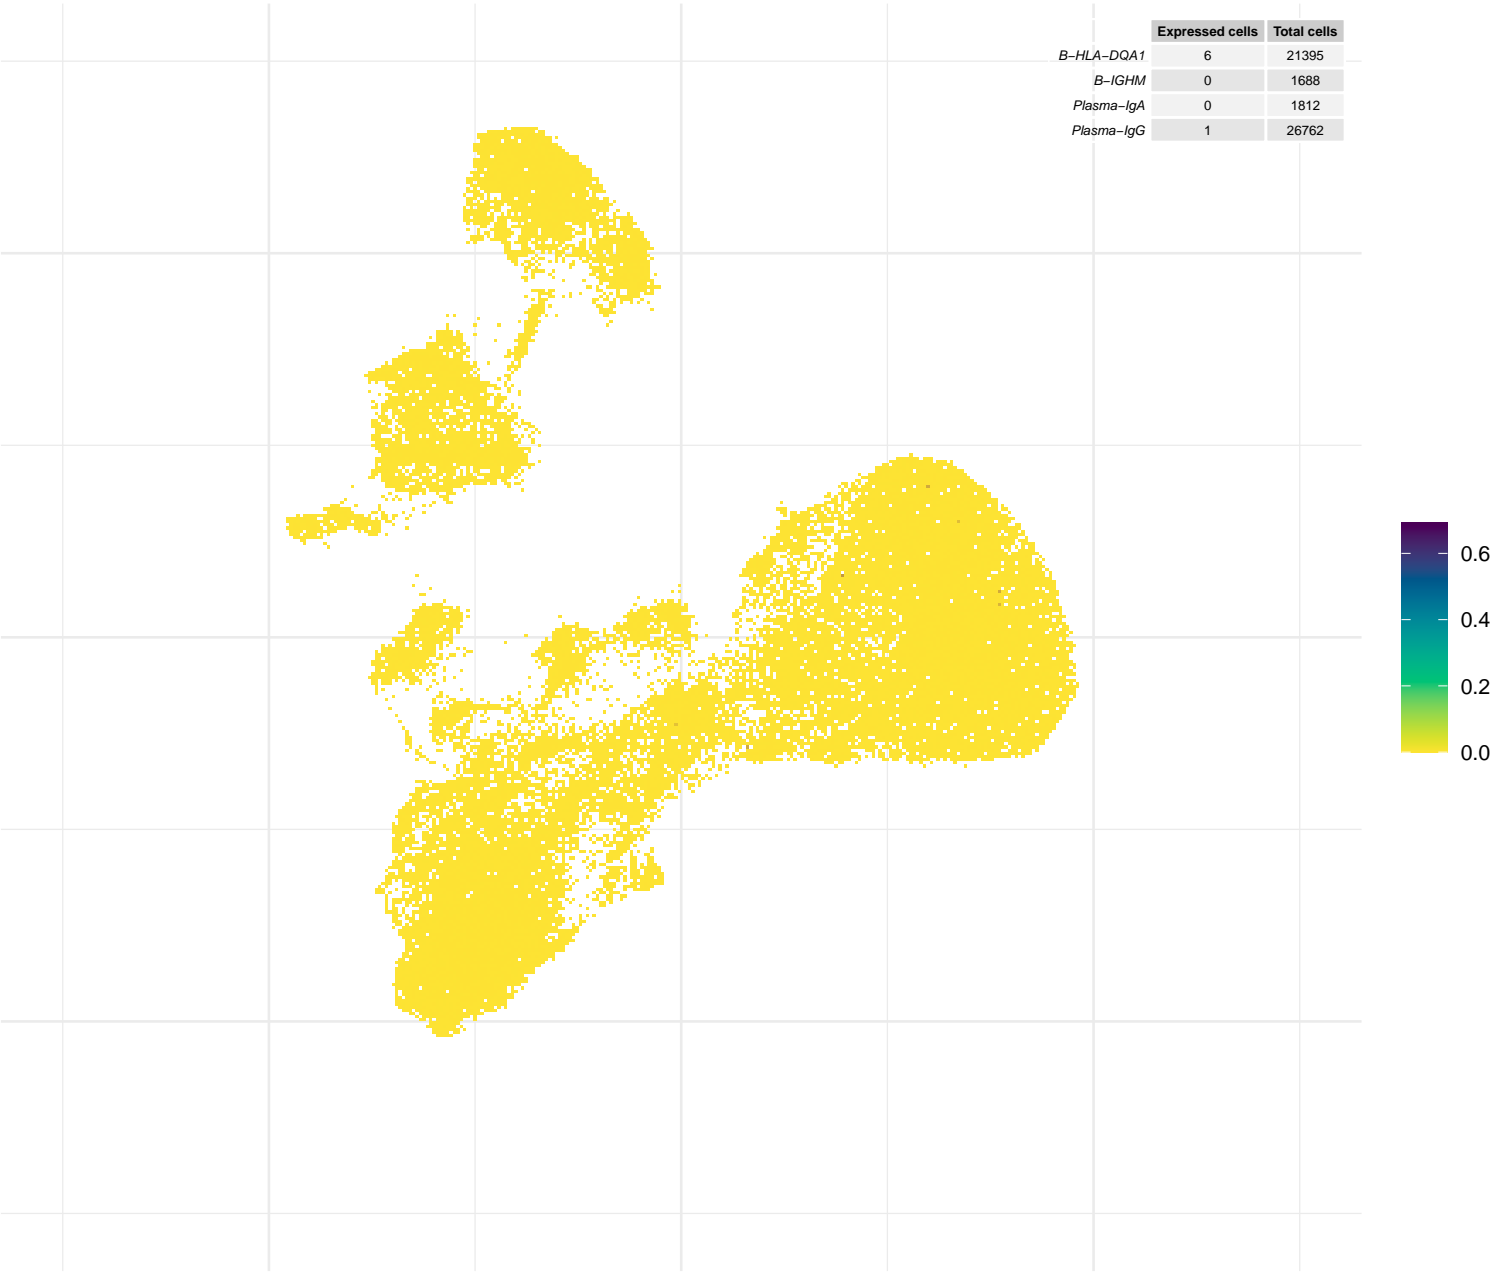 Expressed cells Total cells
B−HLA−DQA1 6 21395
B−IGHM 0 1688
Plasma−IgA 0 1812
Plasma−IgG 1 26762
0.6
0.4
0.2
0.0